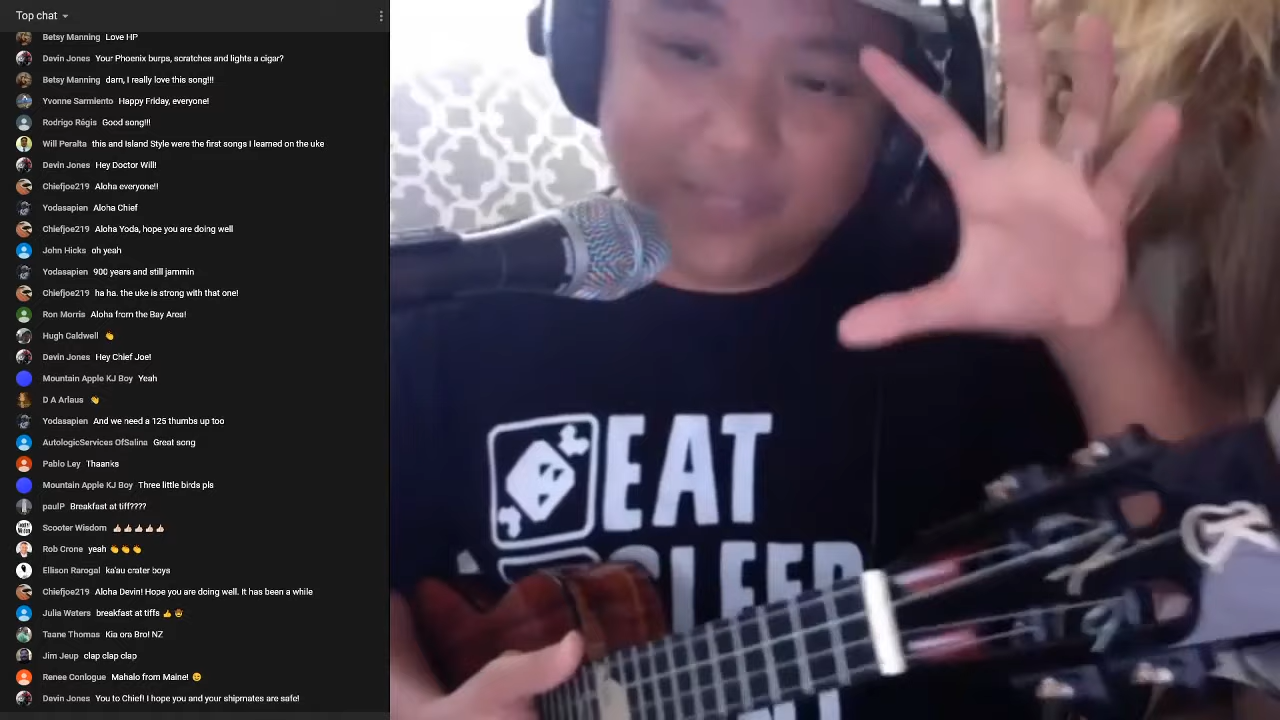 Top chat
Betsy Manning Love HP
Devin Jones Your Phoenix burps, scratches and lights a cigar?
Betsy Manning darn, I really love this song!!!
Yvonne Sarmiento Happy Friday, everyone!
Rodrigo Régis Good song!!!
Will Peralta this and Island Style were the first songs I learned on the uke
Devin Jones Hey Doctor Will!
Chiefjoe219 Aloha everyone!!
Yodasapien Aloha Chief
Chiefjoe219 Aloha Yoda, hope you are doing well
John Hicks oh yeah
Yodasapien 900 years and still jammin
Chiefjoe219 ha ha. the uke is strong with that one!
Ron Morris Aloha from the Bay Area!
Hugh Caldwell 👏
Devin Jones Hey Chief Joe!
Mountain Apple KJ Boy Yeah
D A Arlaus 👏
Yodasapien And we need a 125 thumbs up too
AutologicServices OfSalina Great song
Pablo Ley Thaanks
Mountain Apple KJ Boy Three little birds pls
paulP Breakfast at tiff????
Scooter Wisdom 👍🏻👍🏻👍🏻👍🏻👍🏻
Rob Crone yeah 👏👏👏
Ellison Rarogal ka'au crater boys
Chiefjoe219 Aloha Devin! Hope you are doing well. It has been a while
Julia Waters breakfast at tiffs 👍
Taane Thomas Kia ora Bro! NZ
Jim Jeup clap clap clap
Renee Conlogue Mahalo from Maine! 😉
Devin Jones You to Chief! I hope you and your shipmates are safe!
EAT
SLEEP
K